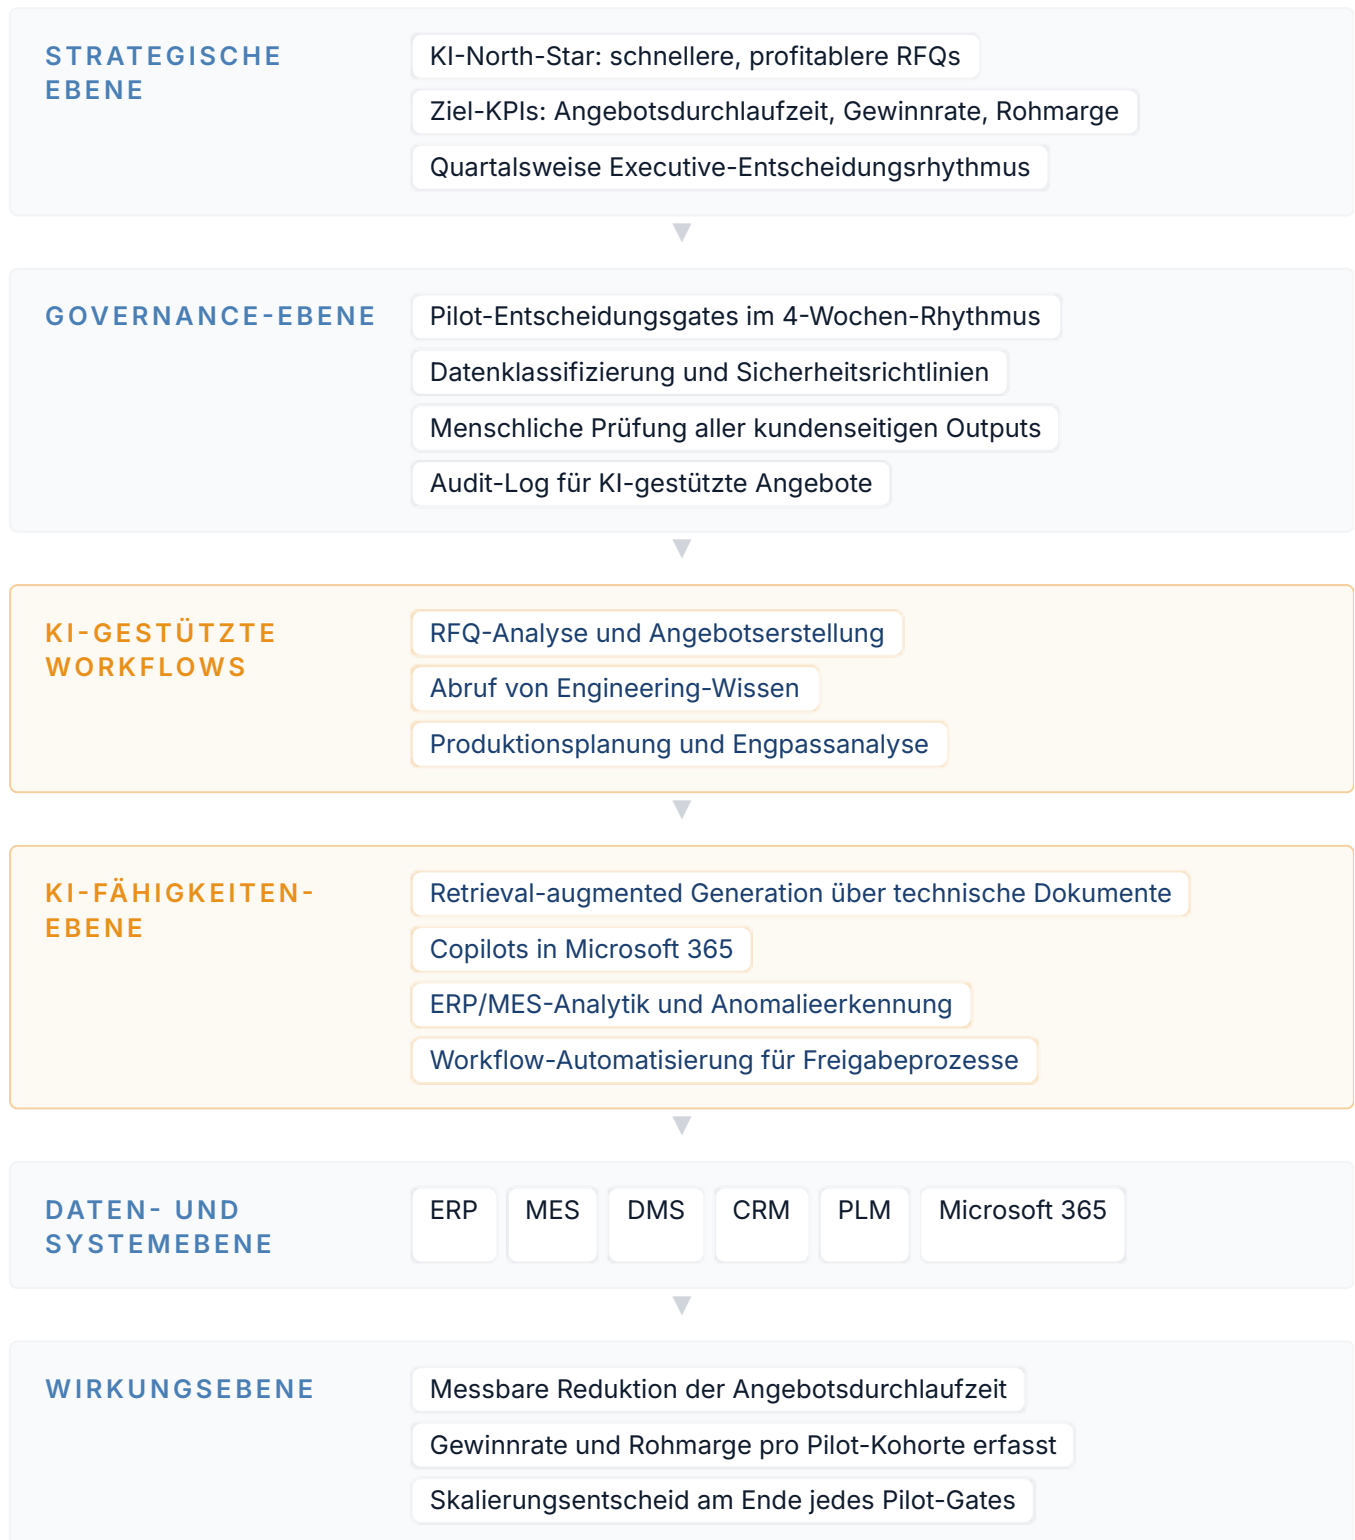 STRATEGISCHE
EBENE
KI-North-Star: schnellere, profitablere RFQs
Ziel-KPIs: Angebotsdurchlaufzeit, Gewinnrate, Rohmarge
Quartalsweise Executive-Entscheidungsrhythmus
GOVERNANCE-EBENE
Pilot-Entscheidungsgates im 4-Wochen-Rhythmus
Datenklassifizierung und Sicherheitsrichtlinien
Menschliche Prüfung aller kundenseitigen Outputs
Audit-Log für KI-gestützte Angebote
KI-GESTÜTZTE
WORKFLOWS
RFQ-Analyse und Angebotserstellung
Abruf von Engineering-Wissen
Produktionsplanung und Engpassanalyse
KI-FÄHIGKEITEN-
EBENE
Retrieval-augmented Generation über technische Dokumente
Copilots in Microsoft 365
ERP/MES-Analytik und Anomalieerkennung
Workflow-Automatisierung für Freigabeprozesse
DATEN- UND
SYSTEMEBENE
ERP MES DMS CRM PLM Microsoft 365
WIRKUNGSEBENE
Messbare Reduktion der Angebotsdurchlaufzeit
Gewinnrate und Rohmarge pro Pilot-Kohorte erfasst
Skalierungsentscheid am Ende jedes Pilot-Gates